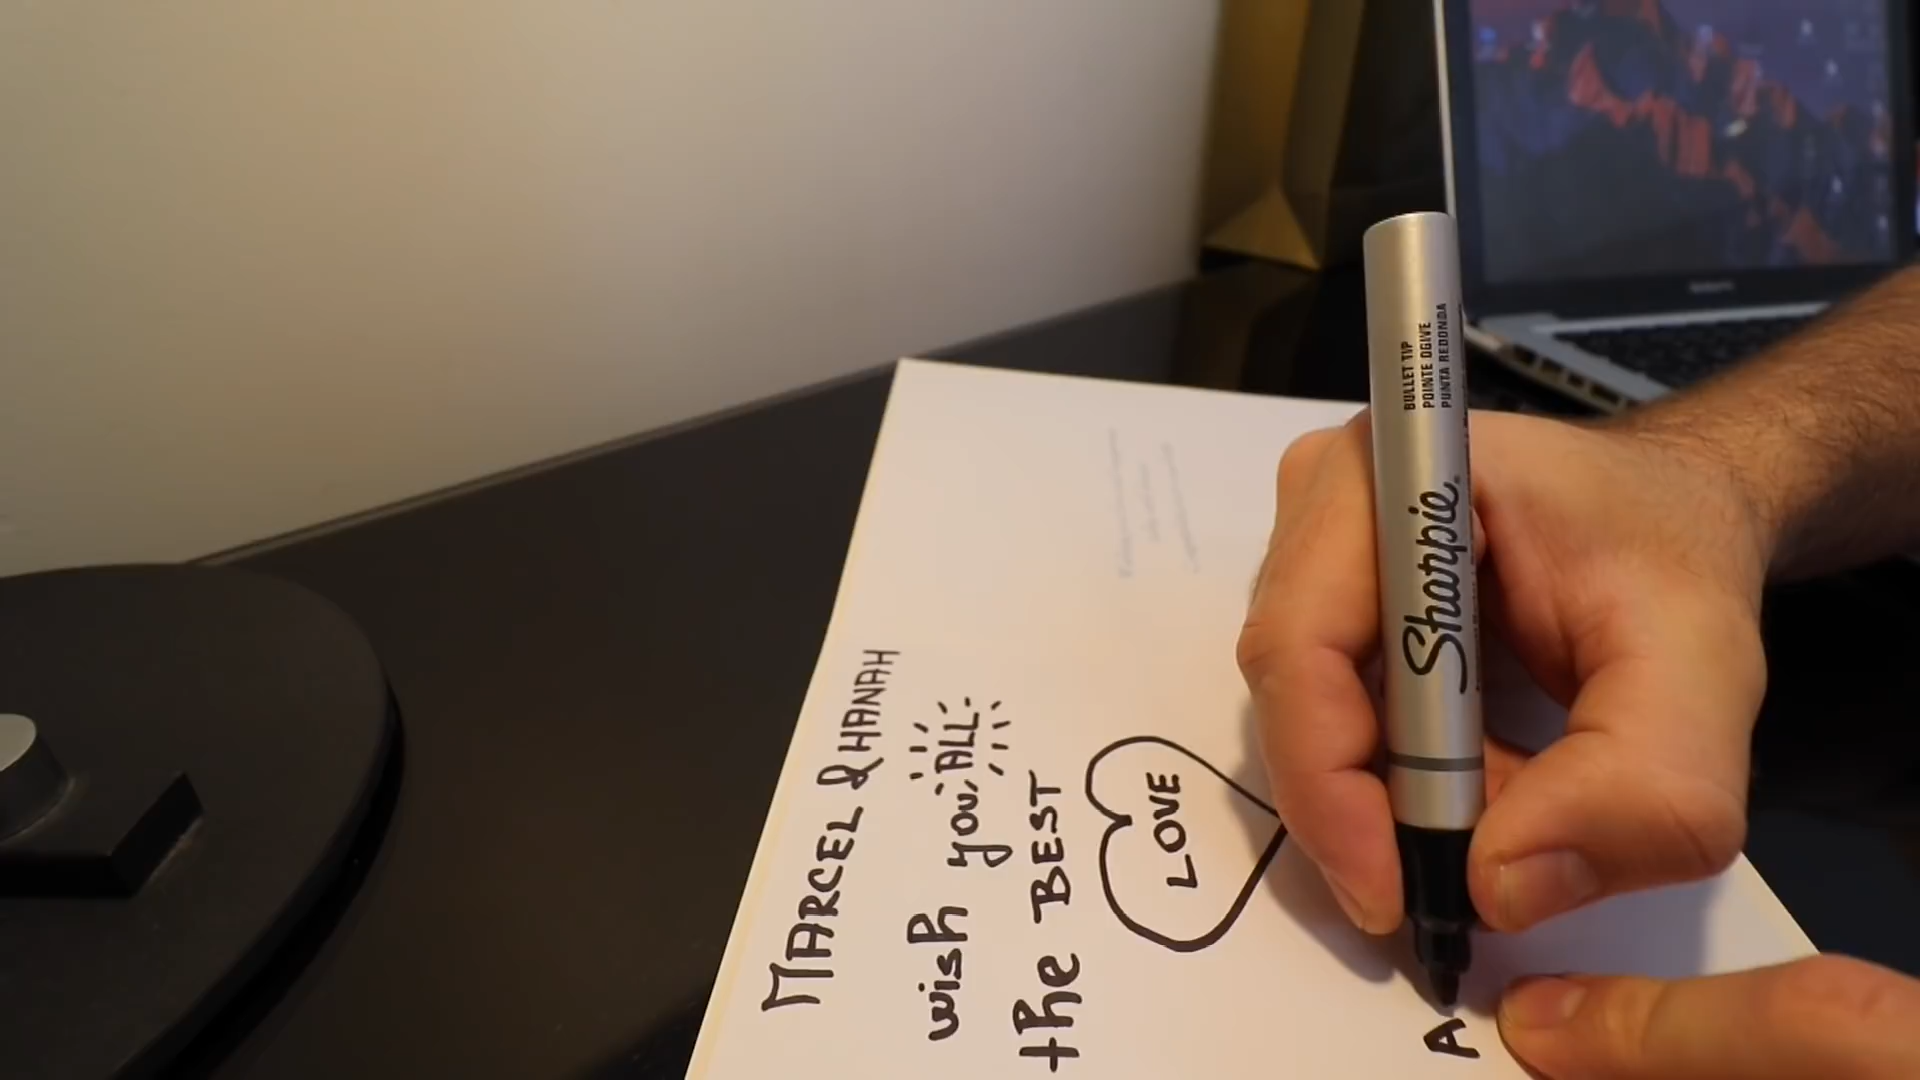 MARCEL & HANAH
wish you ALL
the BEST
LOVE
A
Sharpie.
BULLET TIP
POINTE OGIVE
PUNTA REDONDA